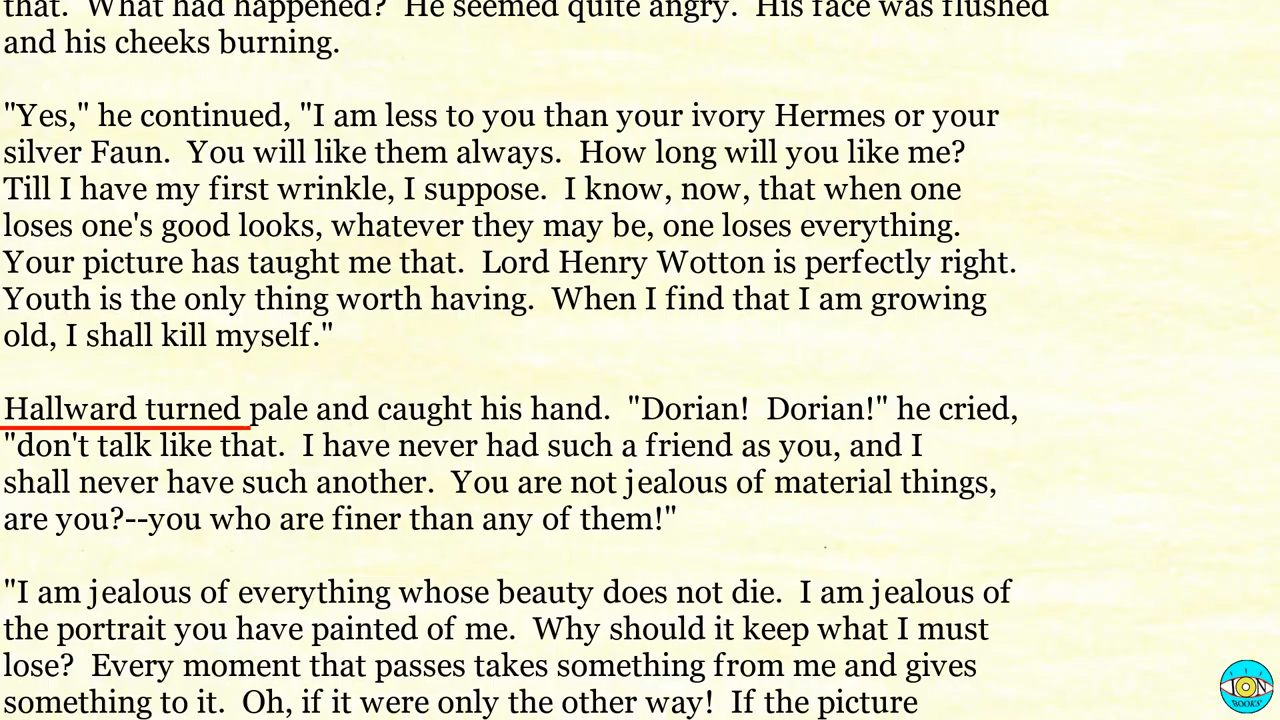 that.  What had happened?  He seemed quite angry.  His face was flushed
and his cheeks burning.
"Yes," he continued, "I am less to you than your ivory Hermes or your
silver Faun.  You will like them always.  How long will you like me?
Till I have my first wrinkle, I suppose.  I know, now, that when one
loses one's good looks, whatever they may be, one loses everything.
Your picture has taught me that.  Lord Henry Wotton is perfectly right.
Youth is the only thing worth having.  When I find that I am growing
old, I shall kill myself."
Hallward turned pale and caught his hand.  "Dorian!  Dorian!" he cried,
"don't talk like that.  I have never had such a friend as you, and I
shall never have such another.  You are not jealous of material things,
are you?--you who are finer than any of them!"
"I am jealous of everything whose beauty does not die.  I am jealous of
the portrait you have painted of me.  Why should it keep what I must
lose?  Every moment that passes takes something from me and gives
something to it.  Oh, if it were only the other way!  If the picture
ION
BOOKS